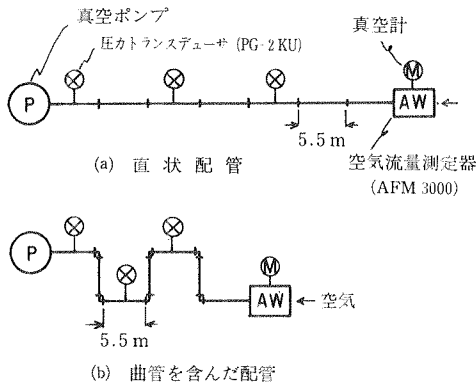 真空ポンプ
圧力トランスデューサ (PG-2KU)
真空計
P
M
AW
5.5m
空気流量測定器
(AFM 3000)
(a) 直状配管
P
M
AW
空気
5.5m
(b) 曲管を含んだ配管